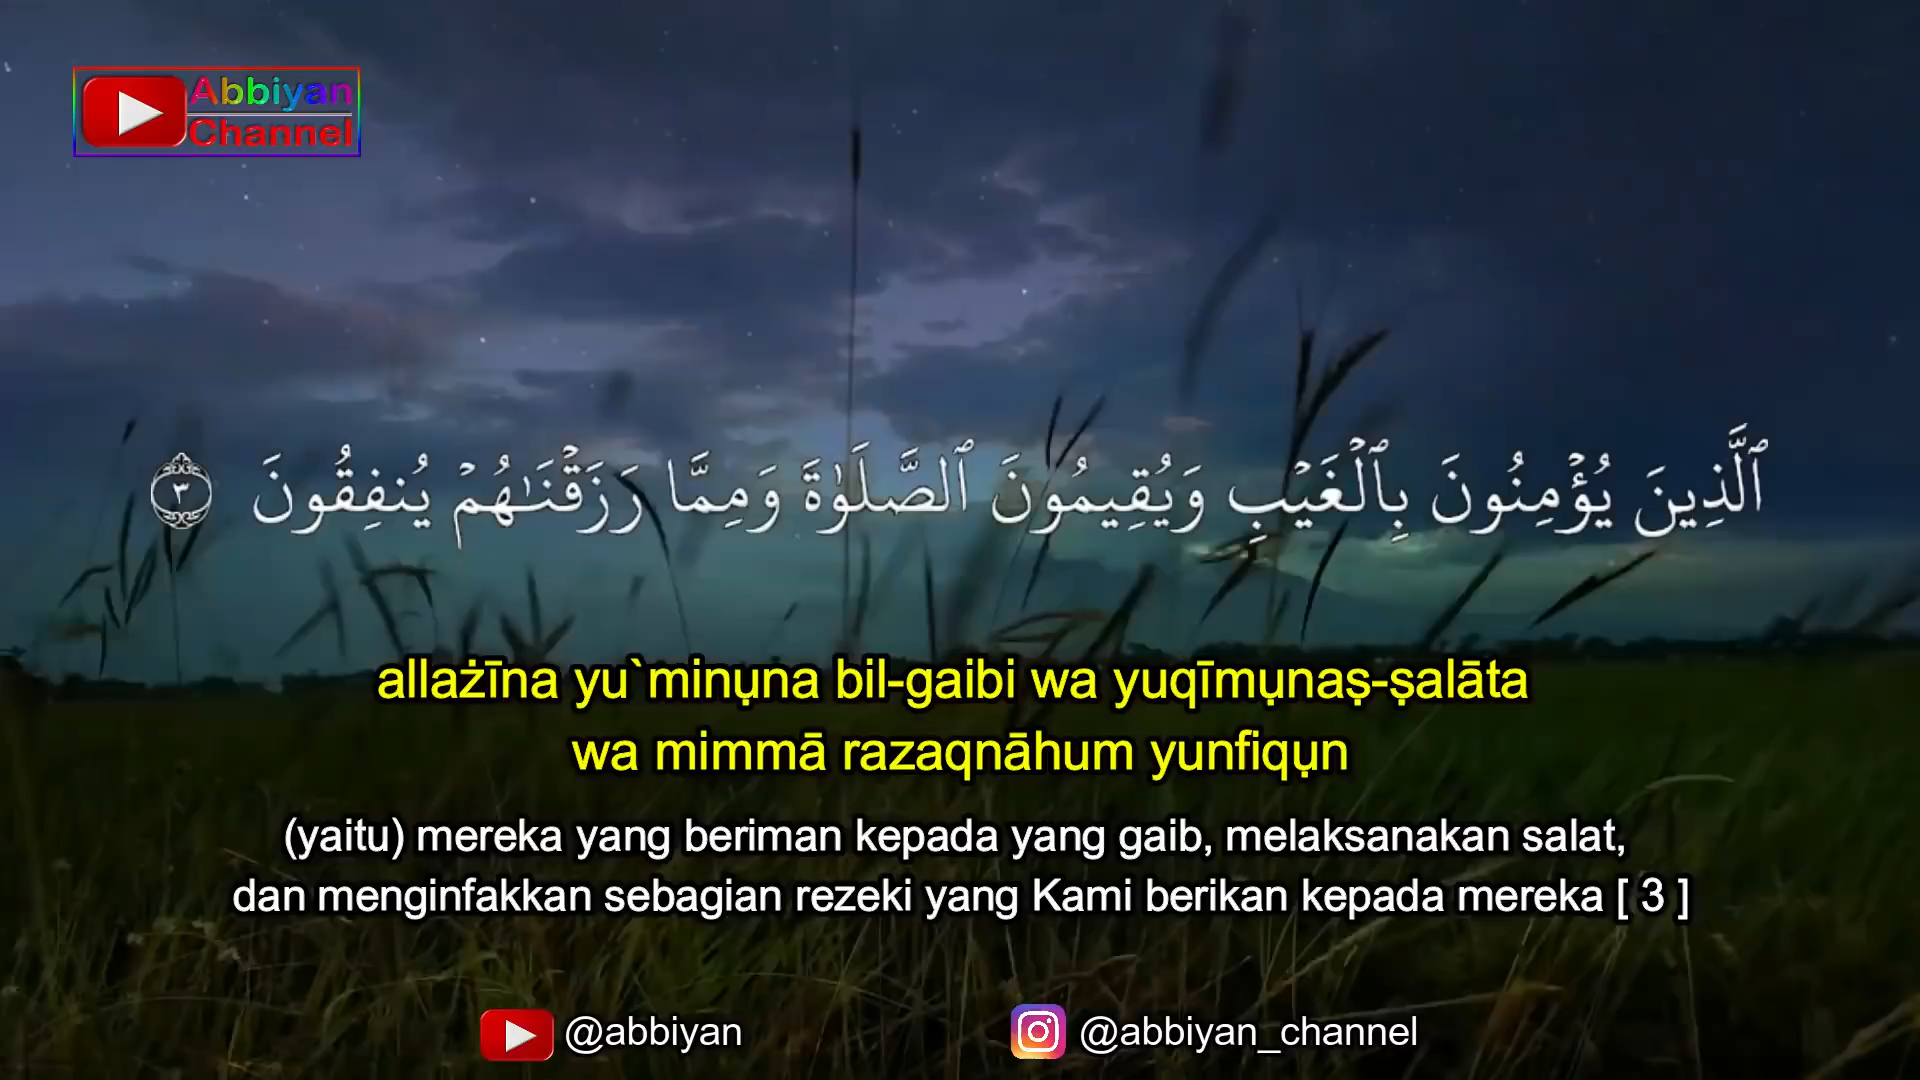 Abbiyan
Channel
ٱلَّذِينَ يُؤْمِنُونَ بِٱلْغَيْبِ وَيُقِيمُونَ ٱلصَّلَوٰةَ وَمِمَّا رَزَقْنَـٰهُمْ يُنفِقُونَ ٣
allażīna yu`minụna bil-gaibi wa yuqīmụnaṣ-ṣalāta
wa mimmā razaqnāhum yunfiqụn
(yaitu) mereka yang beriman kepada yang gaib, melaksanakan salat,
dan menginfakkan sebagian rezeki yang Kami berikan kepada mereka [ 3 ]
@abbiyan
@abbiyan_channel